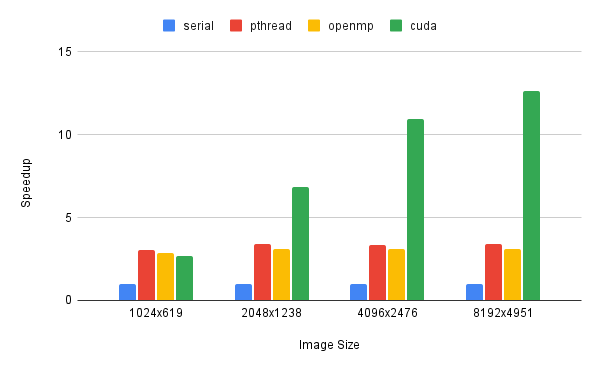 serial pthread openmp cuda
15
10
5
0
Speedup
1024x619 2048x1238 4096x2476 8192x4951
Image Size